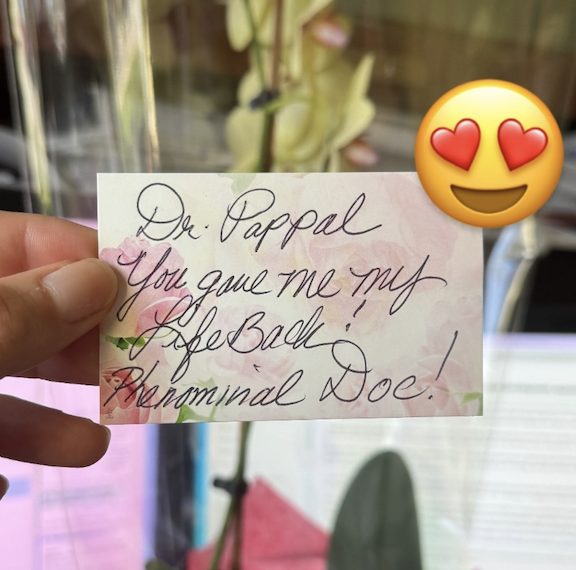 Dr. Pappal
You gave me my
Life Back!
Phenominal Doc!